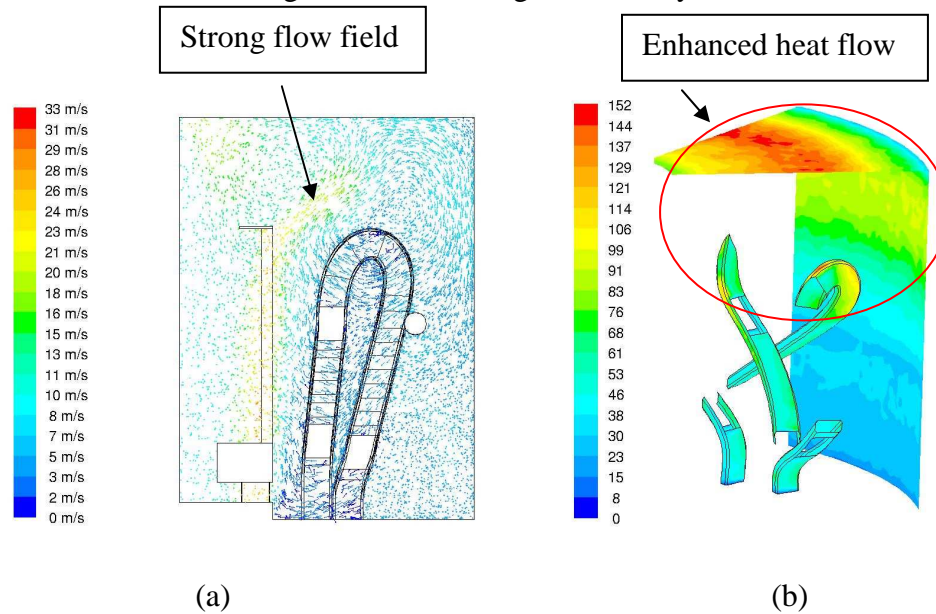 Strong flow field
Enhanced heat flow
33 m/s
31 m/s
29 m/s
28 m/s
26 m/s
24 m/s
23 m/s
21 m/s
20 m/s
18 m/s
16 m/s
15 m/s
13 m/s
11 m/s
10 m/s
8 m/s
7 m/s
5 m/s
3 m/s
2 m/s
0 m/s
152
144
137
129
121
114
106
99
91
83
76
68
61
53
46
38
30
23
15
8
0
(a)
(b)